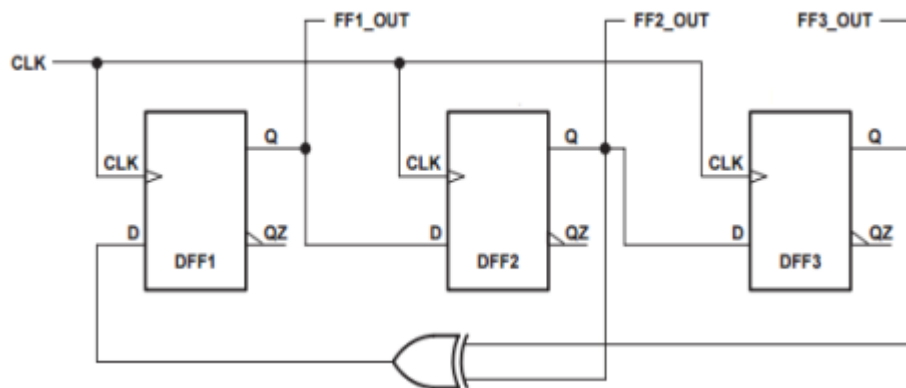 FF1_OUT FF2_OUT FF3_OUT
CLK
Q Q Q
CLK CLK CLK
D QZ D QZ D QZ
DFF1 DFF2 DFF3